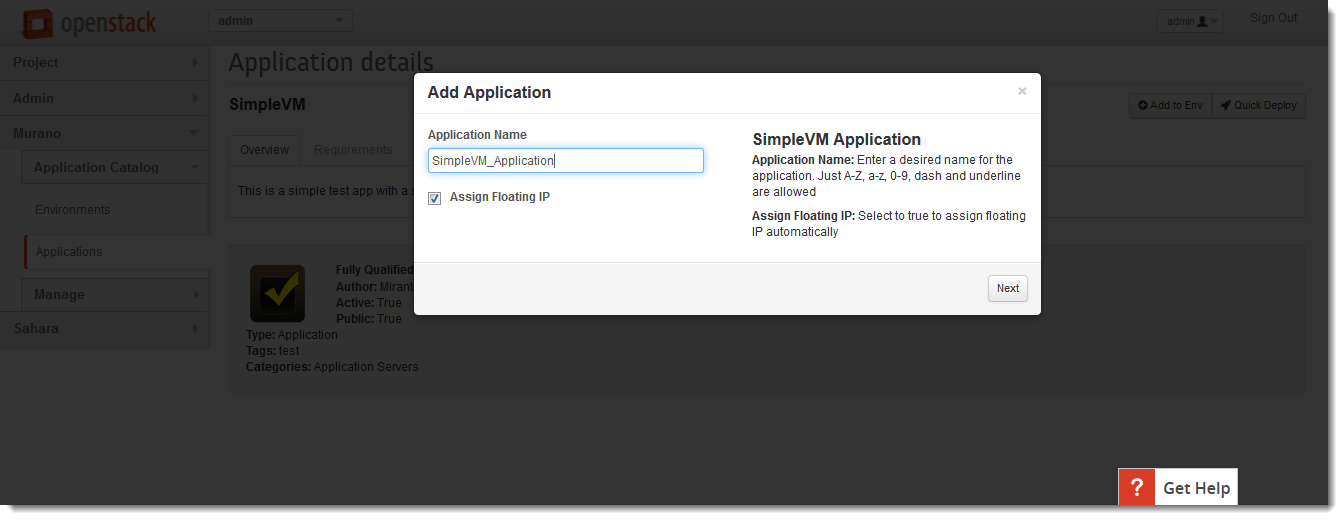 openstack
admin
admin
Sign Out
Project
Admin
Murano
Application Catalog
Environments
Applications
Manage
Sahara
Application details
SimpleVM
Add to Env
Quick Deploy
Overview
Requirements
This is a simple test app with a
Fully Qualified
Author: Mirant
Active: True
Public: True
Type: Application
Tags: test
Categories: Application Servers
Add Application
×
Application Name
SimpleVM_Application
Assign Floating IP
SimpleVM Application
Application Name: Enter a desired name for the
application. Just A-Z, a-z, 0-9, dash and underline
are allowed
Assign Floating IP: Select to true to assign floating
IP automatically
Next
? Get Help